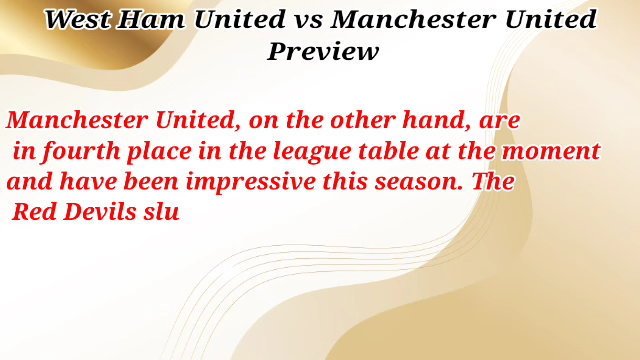 West Ham United vs Manchester United
Preview
Manchester United, on the other hand, are
in fourth place in the league table at the moment
and have been impressive this season. The
Red Devils slu